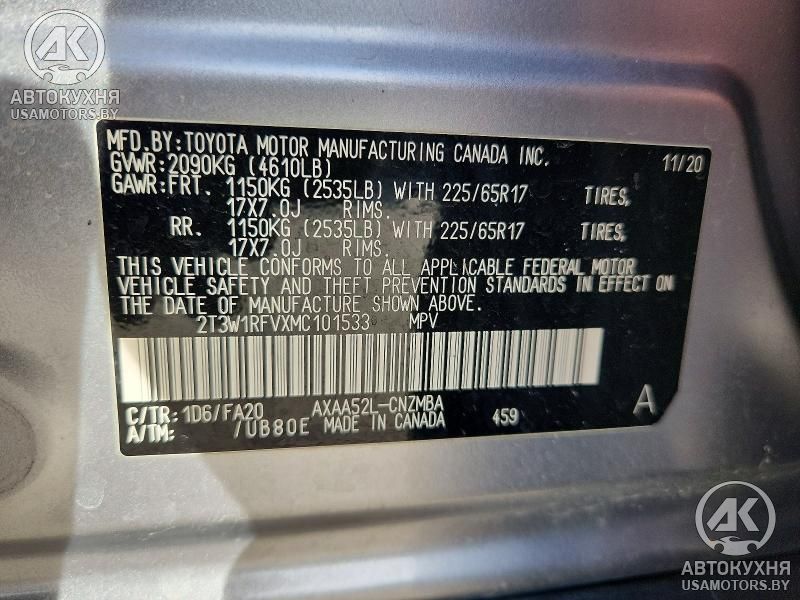 AK
АВТОКУХНЯ
USAMOTORS.BY
MFD.BY:TOYOTA MOTOR MANUFACTURING CANADA INC.
GVWR:2090KG (4610LB) 11/20
GAWR:FRT. 1150KG (2535LB) WITH 225/65R17 TIRES,
17X7.0J RIMS.
RR. 1150KG (2535LB) WITH 225/65R17 TIRES,
17X7.0J RIMS.
THIS VEHICLE CONFORMS TO ALL APPLICABLE FEDERAL MOTOR
VEHICLE SAFETY AND THEFT PREVENTION STANDARDS IN EFFECT ON
THE DATE OF MANUFACTURE SHOWN ABOVE.
2T3W1RFVXMC101533 MPV
C/TR:1D6/FA20 AXAA52L-CNZMBA A
A/TM: /UB80E MADE IN CANADA 459
AK
АВТОКУХНЯ
USAMOTORS.BY